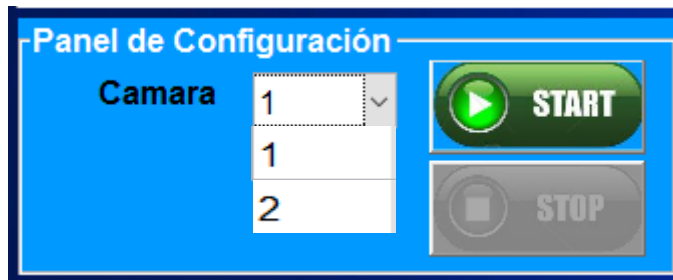 Panel de Configuración
Camara 1
START
1
2
STOP